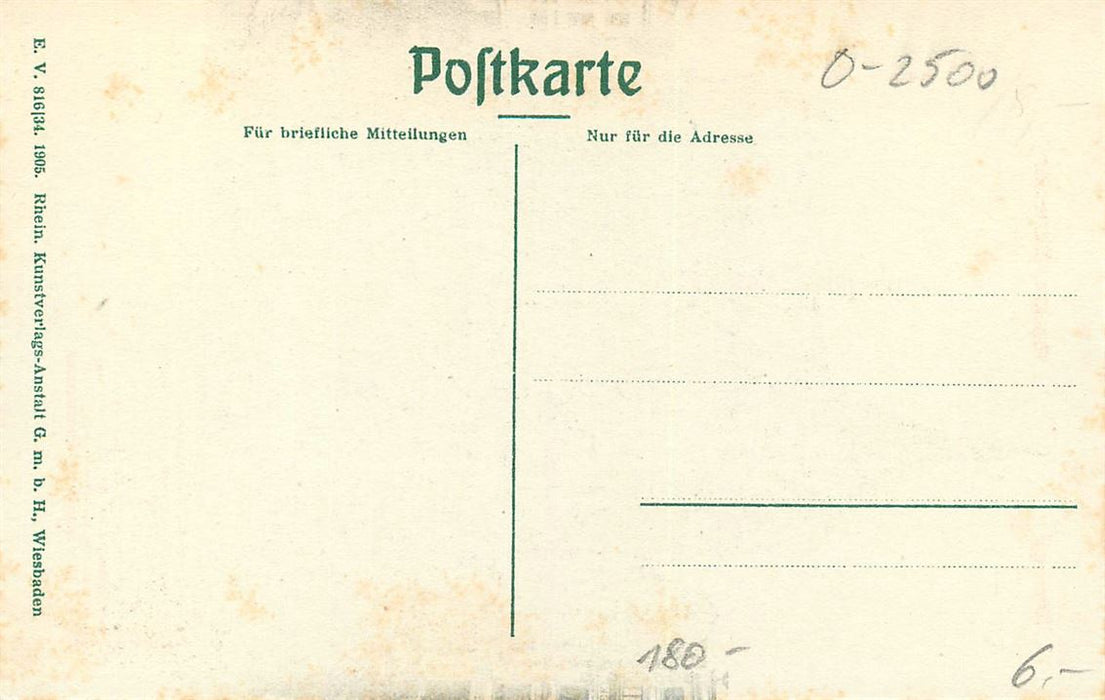 Poſtkarte
O-2500
Für briefliche Mitteilungen
Nur für die Adresse
E. V. 816|34. 1905. Rhein. Kunstverlags-Anstalt G. m. b. H., Wiesbaden
180 -
6,-